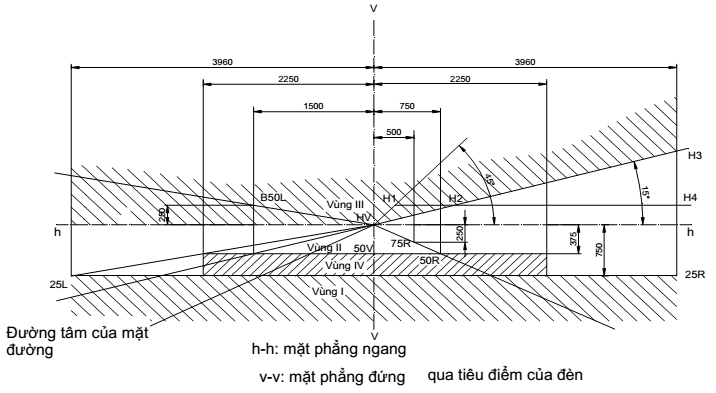 V
3960
3960
2250
2250
1500
750
500
H3
45°
15°
B50L
Vùng III
H1
H2
H4
250
HV
h
h
250
375
750
75R
Vùng II
50V
50R
Vùng IV
25L
25R
Vùng I
Đường tâm của mặt
đường
V
h-h: mặt phẳng ngang
v-v: mặt phẳng đứng qua tiêu điểm của đèn